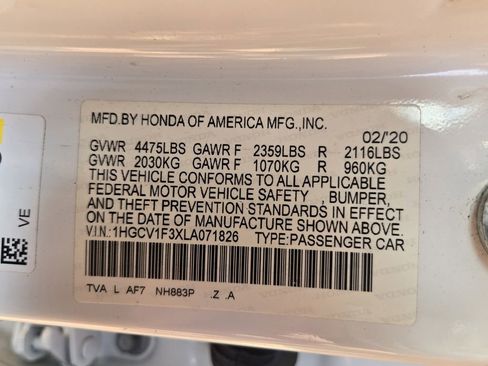 MFD.BY HONDA OF AMERICA MFG.,INC.
02/'20
GVWR 4475LBS GAWR F 2359LBS R 2116LBS
GVWR 2030KG GAWR F 1070KG R 960KG
THIS VEHICLE CONFORMS TO ALL APPLICABLE
FEDERAL MOTOR VEHICLE SAFETY , BUMPER,
AND THEFT PREVENTION STANDARDS IN EFFECT
ON THE DATE OF MANUFACTURE SHOWN ABOVE.
V.I.N.:1HGCV1F3XLA071826 TYPE:PASSENGER CAR
TVA L AF7 NH883P .Z .A
VE